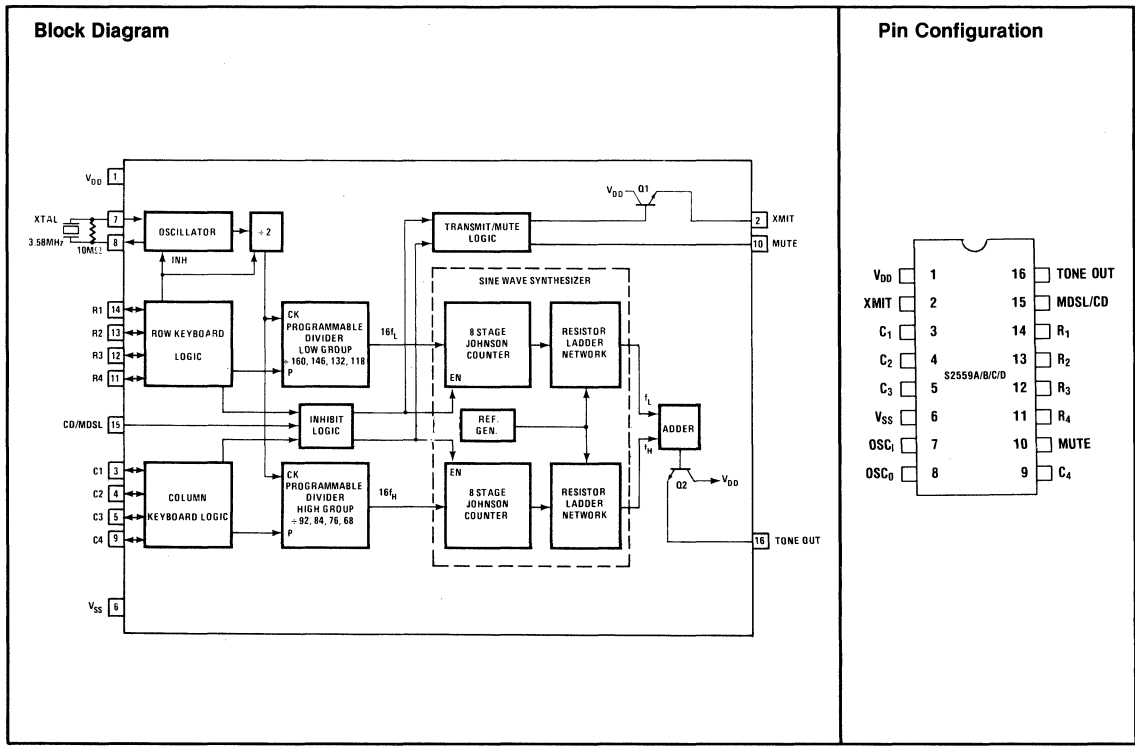 Block Diagram
V_DD 1
XTAL
3.58MHz
10MΩ
7
8
OSCILLATOR
÷2
INH
R1 14
R2 13
R3 12
R4 11
ROW KEYBOARD
LOGIC
CK
PROGRAMMABLE
DIVIDER
LOW GROUP
÷ 160, 146, 132, 118
P
16f_L
CD/MDSL 15
INHIBIT
LOGIC
C1 3
C2 4
C3 5
C4 9
COLUMN
KEYBOARD LOGIC
CK
PROGRAMMABLE
DIVIDER
HIGH GROUP
÷ 92, 84, 76, 68
P
16f_H
V_SS 6
TRANSMIT/MUTE
LOGIC
V_DD Q1
2 XMIT
10 MUTE
SINE WAVE SYNTHESIZER
8 STAGE
JOHNSON
COUNTER
EN
RESISTOR
LADDER
NETWORK
REF.
GEN.
EN
8 STAGE
JOHNSON
COUNTER
RESISTOR
LADDER
NETWORK
f_L
f_H
ADDER
Q2
V_DD
16 TONE OUT
Pin Configuration
V_DD 1 16 TONE OUT
XMIT 2 15 MDSL/CD
C_1 3 14 R_1
C_2 4 13 R_2
S2559A/B/C/D
C_3 5 12 R_3
V_SS 6 11 R_4
OSC_I 7 10 MUTE
OSC_0 8 9 C_4